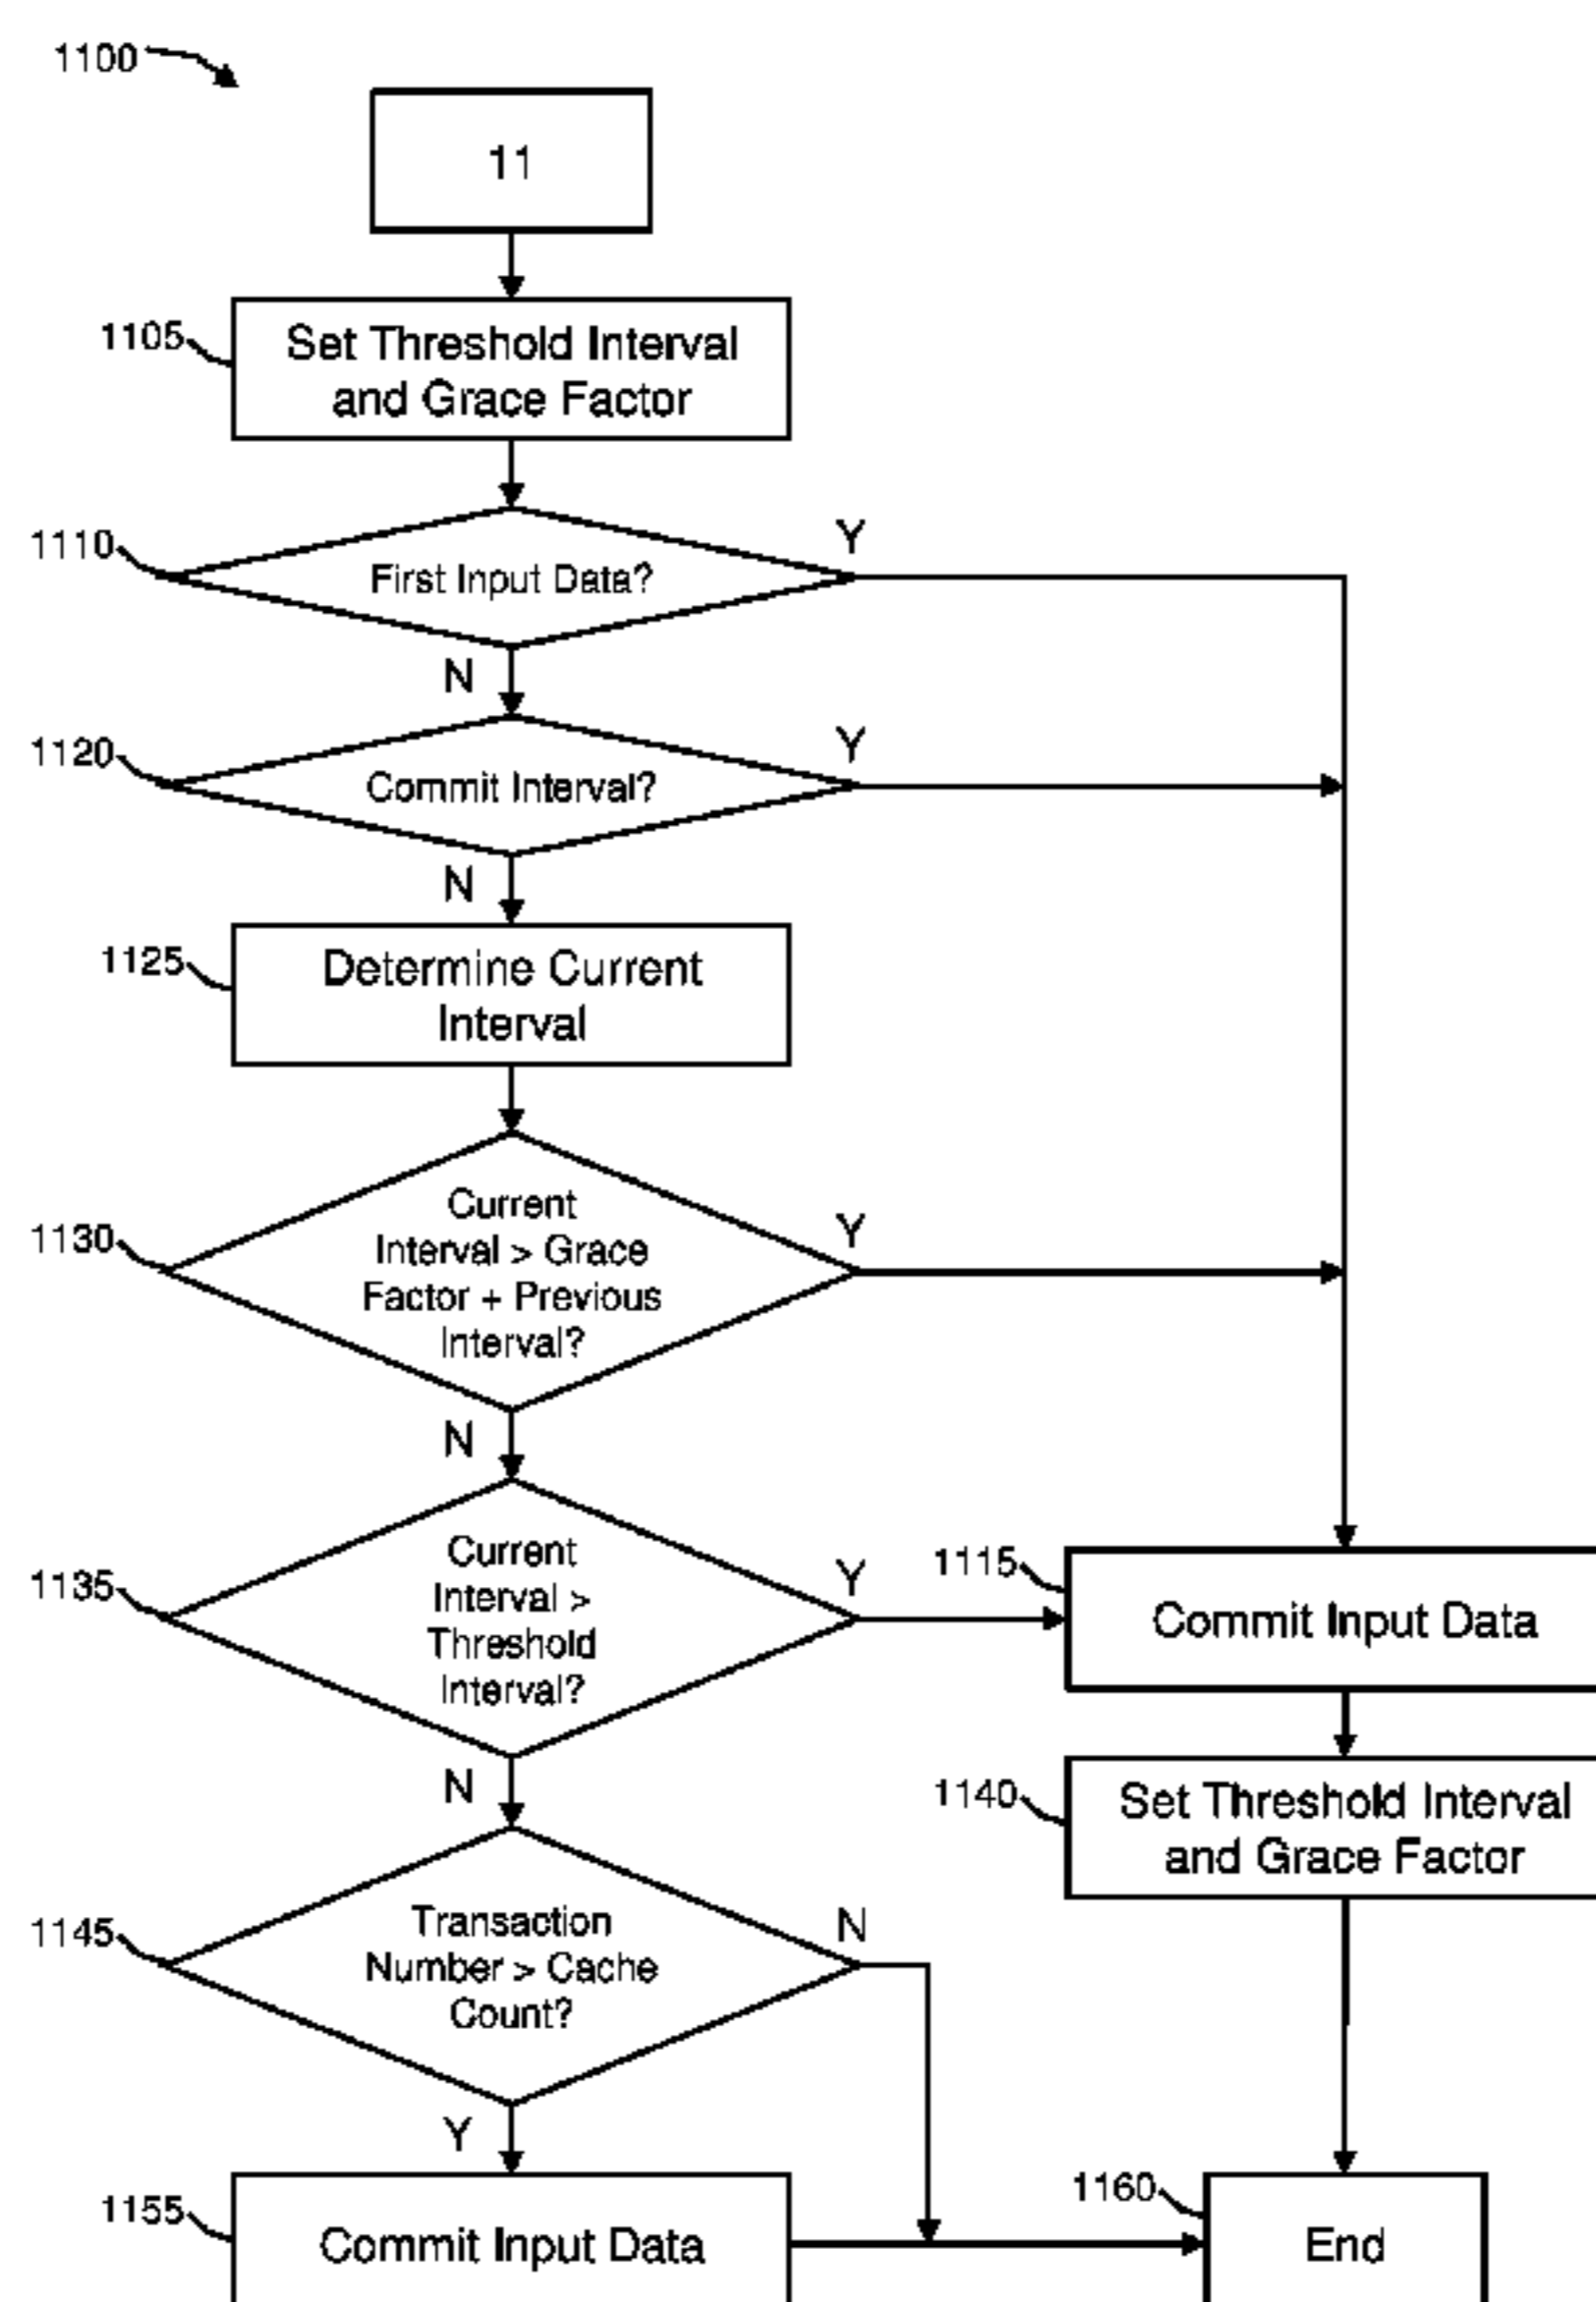 1100
11
1105
Set Threshold Interval
and Grace Factor
1110
First Input Data?
Y
N
1120
Commit Interval?
Y
N
1125
Determine Current
Interval
1130
Current
Interval > Grace
Factor + Previous
Interval?
Y
N
1135
Current
Interval >
Threshold
Interval?
Y
N
1115
Commit Input Data
1140
Set Threshold Interval
and Grace Factor
1145
Transaction
Number > Cache
Count?
N
Y
1155
Commit Input Data
1160
End